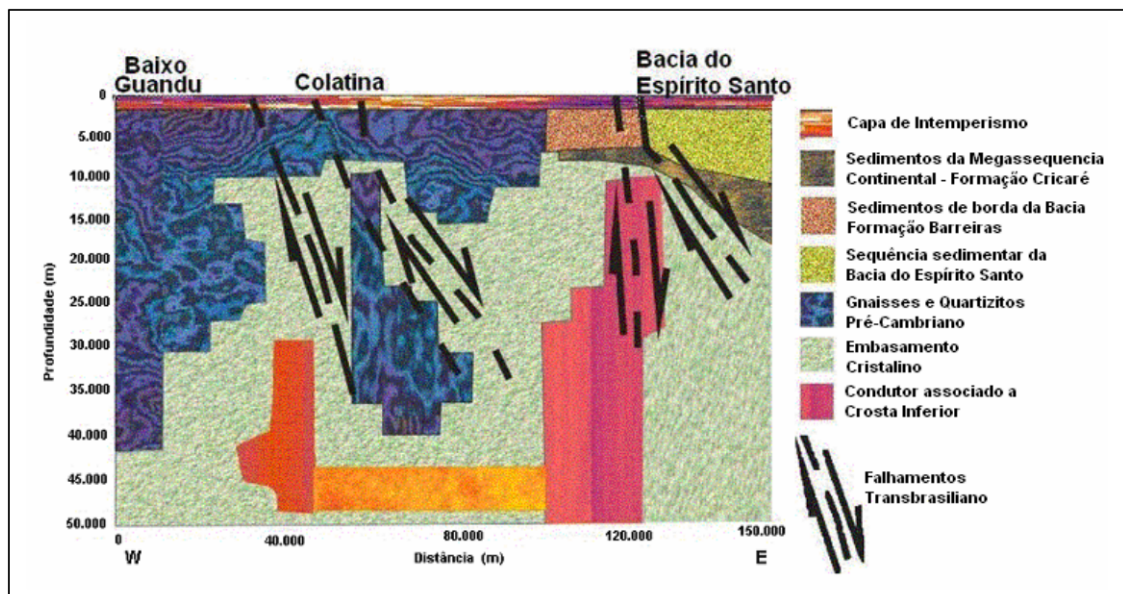 Baixo
Guandu
Colatina
Bacia do
Espírito Santo
0
5.000
10.000
15.000
20.000
25.000
30.000
35.000
40.000
45.000
50.000
Profundidade (m)
0
40.000
80.000
120.000
150.000
W
Distância (m)
E
Capa de Intemperismo
Sedimentos da Megassequencia
Continental - Formação Cricaré
Sedimentos de borda da Bacia
Formação Barreiras
Sequência sedimentar da
Bacia do Espírito Santo
Gnaisses e Quartizitos
Pré-Cambriano
Embasamento
Cristalino
Condutor associado a
Crosta Inferior
Falhamentos
Transbrasiliano